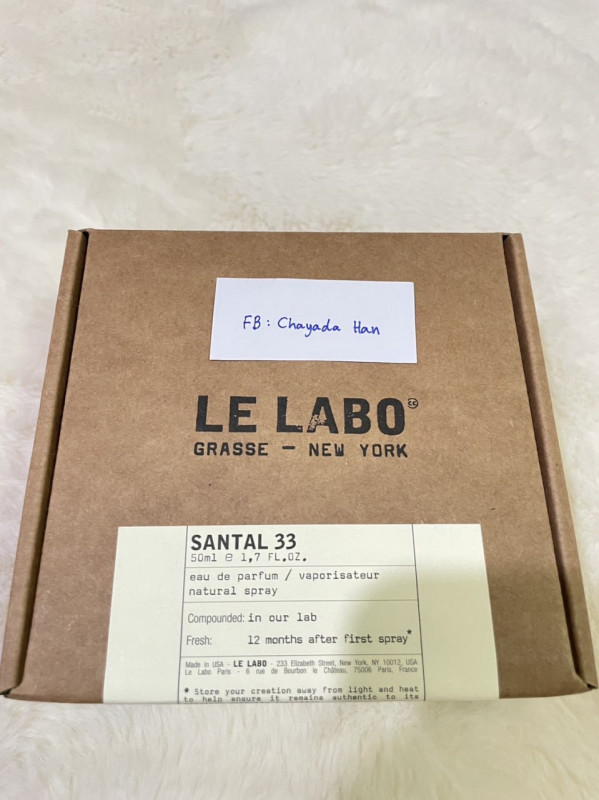 FB: Chayada Han
LE LABO
GRASSE — NEW YORK
SANTAL 33
50ml e 1,7 FL.OZ.
eau de parfum / vaporisateur
natural spray
Compounded: in our lab
Fresh: 12 months after first spray*
Made in USA - LE LABO - 233 Elizabeth Street, New York, NY 10012, USA
Le Labo Paris - 6 rue de Bourbon le Château, 75006 Paris, France
* Store your creation away from light and heat
to help ensure it remains authentic to its